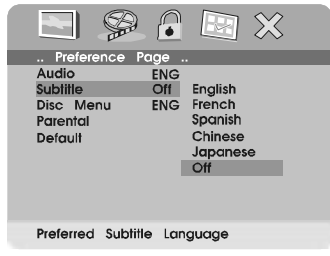 .. Preference Page ..
Audio ENG
Subtitle Off English
Disc Menu ENG French
Parental Spanish
Default Chinese
Japanese
Off
Preferred Subtitle Language